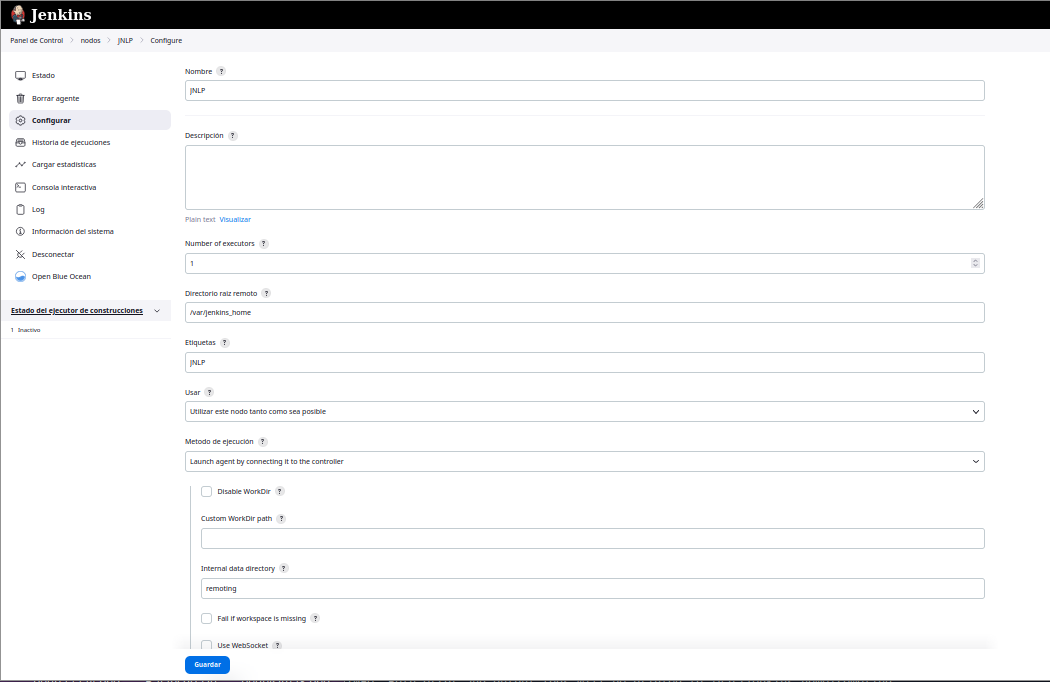 Jenkins
Panel de Control > nodos > JNLP > Configure
Estado
Borrar agente
Configurar
Historia de ejecuciones
Cargar estadísticas
Consola interactiva
Log
Información del sistema
Desconectar
Open Blue Ocean
Estado del ejecutor de construcciones
1 Inactivo
Nombre ?
JNLP
Descripción ?
Plain text Visualizar
Number of executors ?
1
Directorio raiz remoto ?
/var/jenkins_home
Etiquetas ?
JNLP
Usar ?
Utilizar este nodo tanto como sea posible
Metodo de ejecución ?
Launch agent by connecting it to the controller
Disable WorkDir ?
Custom WorkDir path ?
Internal data directory ?
remoting
Fail if workspace is missing ?
Use WebSocket ?
Guardar